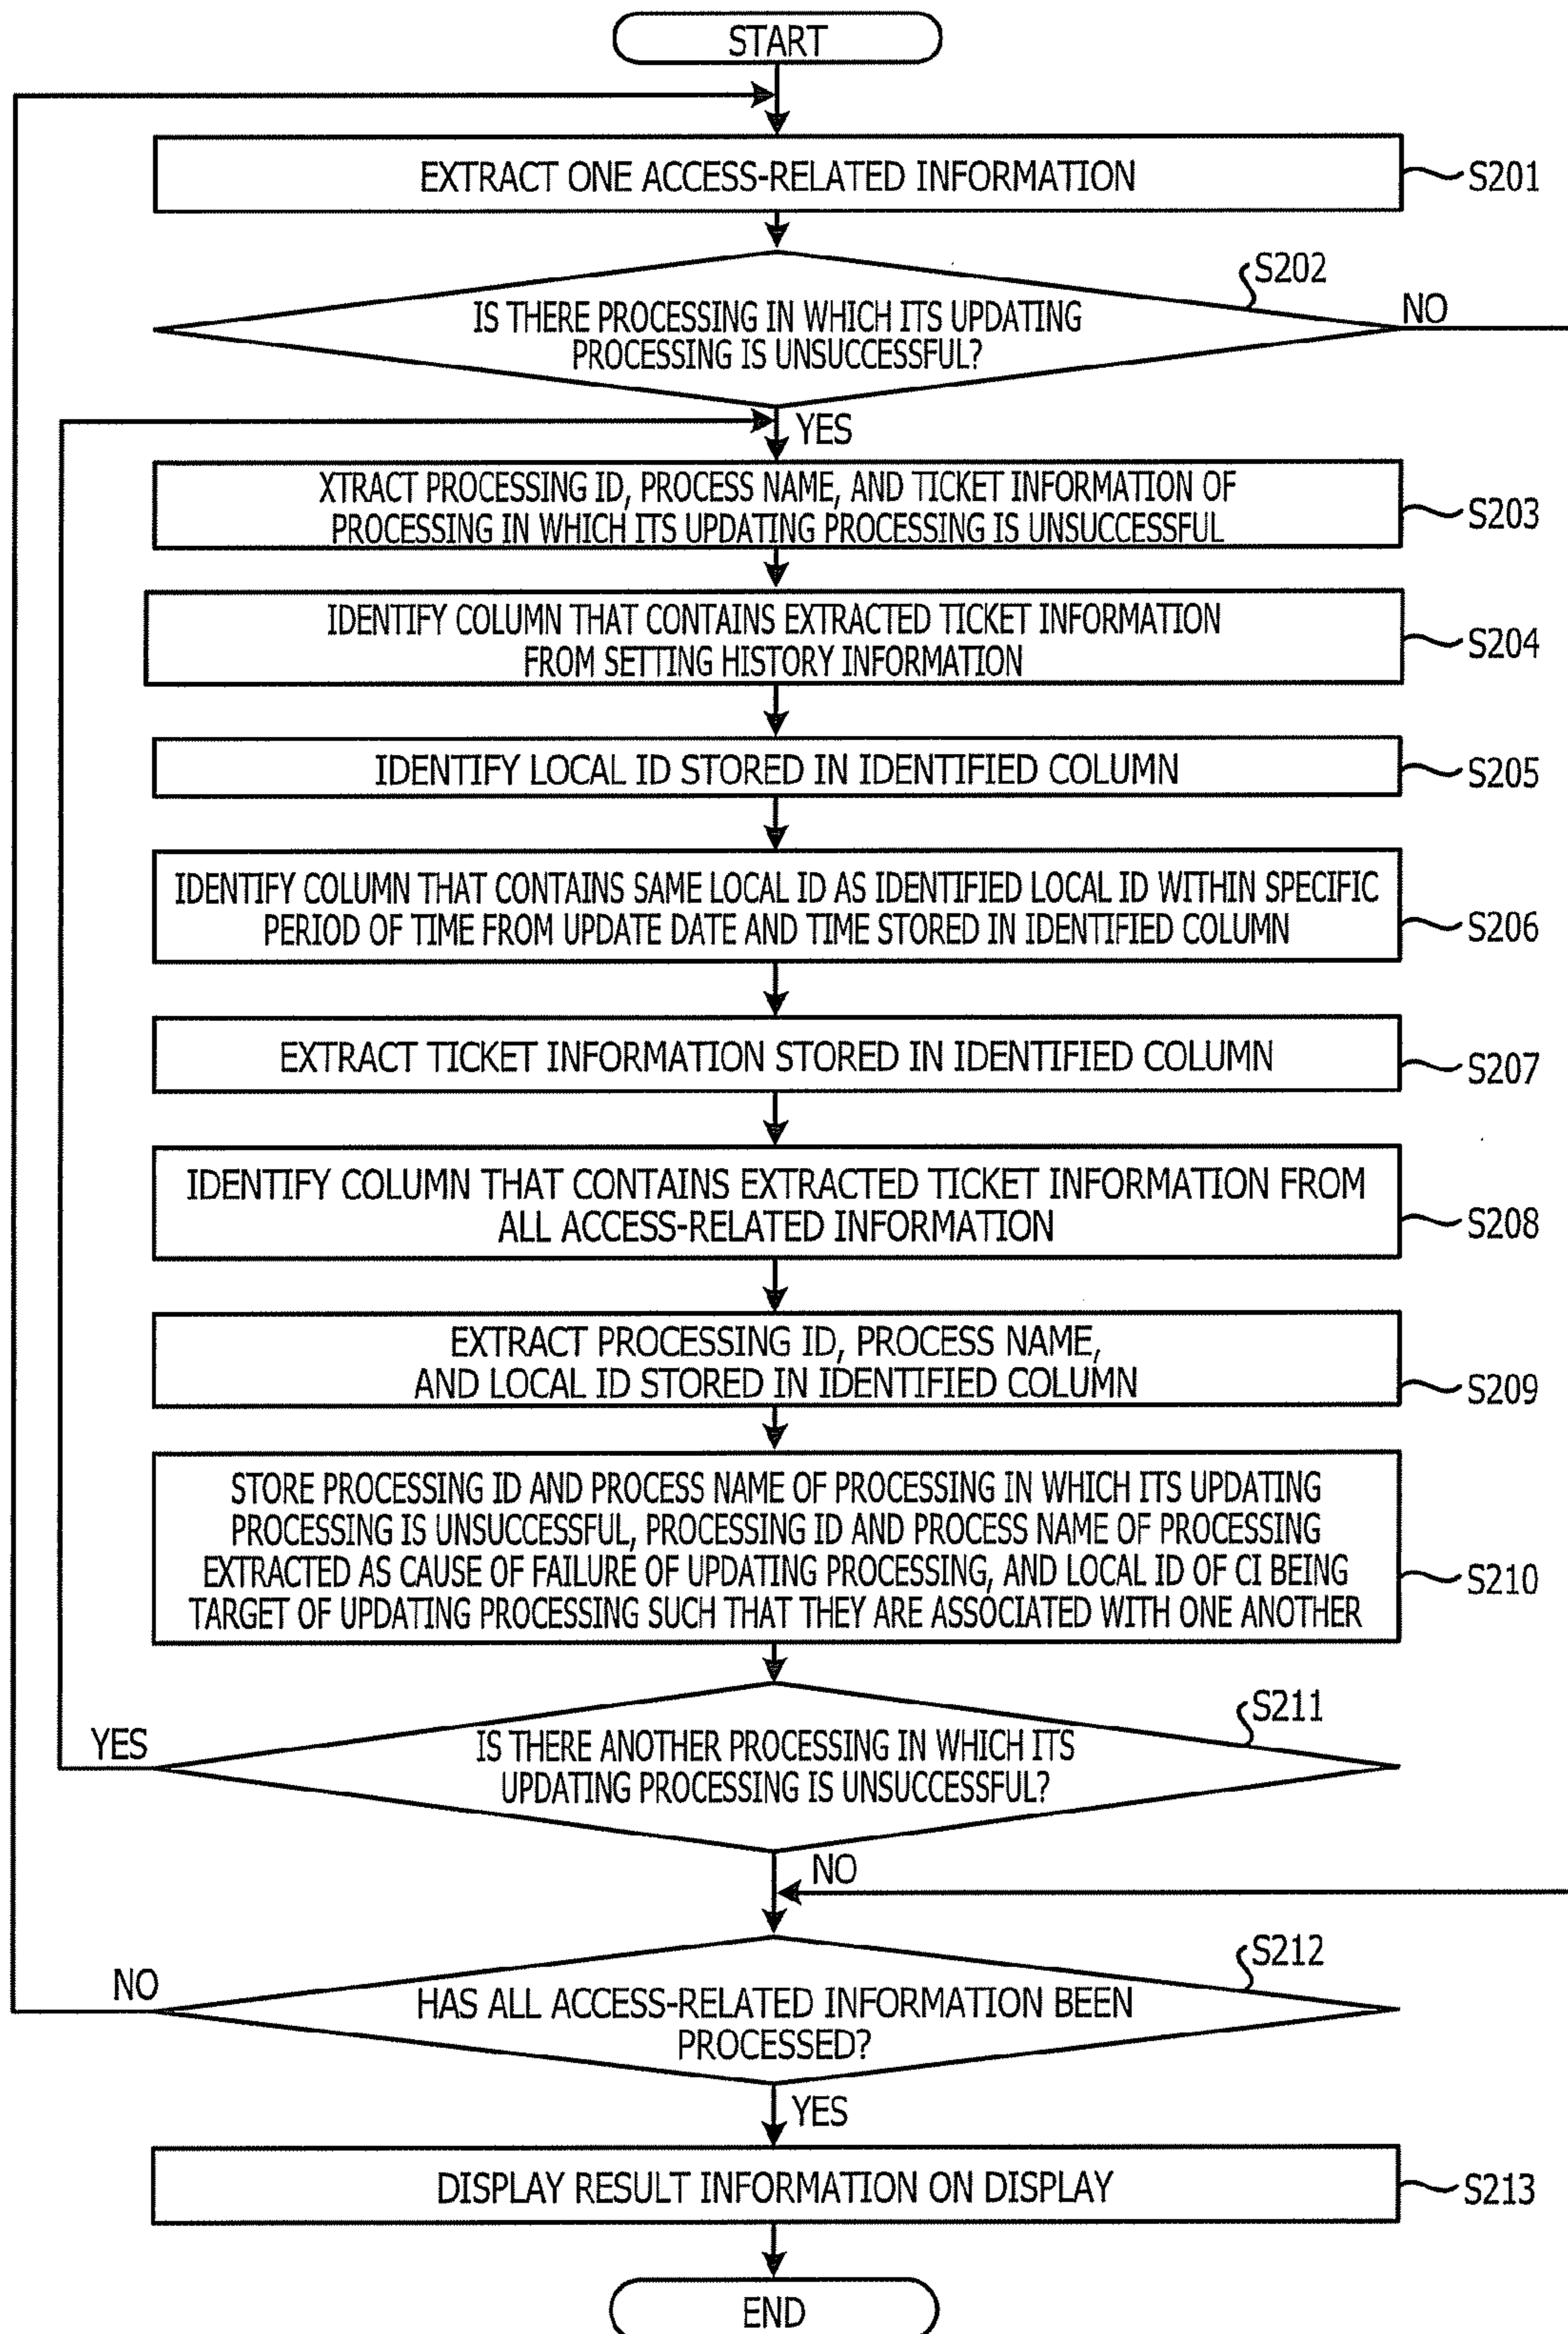 START
EXTRACT ONE ACCESS-RELATED INFORMATION
S201
S202
IS THERE PROCESSING IN WHICH ITS UPDATING
PROCESSING IS UNSUCCESSFUL?
NO
YES
XTRACT PROCESSING ID, PROCESS NAME, AND TICKET INFORMATION OF
PROCESSING IN WHICH ITS UPDATING PROCESSING IS UNSUCCESSFUL
S203
IDENTIFY COLUMN THAT CONTAINS EXTRACTED TICKET INFORMATION
FROM SETTING HISTORY INFORMATION
S204
IDENTIFY LOCAL ID STORED IN IDENTIFIED COLUMN
S205
IDENTIFY COLUMN THAT CONTAINS SAME LOCAL ID AS IDENTIFIED LOCAL ID WITHIN SPECIFIC
PERIOD OF TIME FROM UPDATE DATE AND TIME STORED IN IDENTIFIED COLUMN
S206
EXTRACT TICKET INFORMATION STORED IN IDENTIFIED COLUMN
S207
IDENTIFY COLUMN THAT CONTAINS EXTRACTED TICKET INFORMATION FROM
ALL ACCESS-RELATED INFORMATION
S208
EXTRACT PROCESSING ID, PROCESS NAME,
AND LOCAL ID STORED IN IDENTIFIED COLUMN
S209
STORE PROCESSING ID AND PROCESS NAME OF PROCESSING IN WHICH ITS UPDATING
PROCESSING IS UNSUCCESSFUL, PROCESSING ID AND PROCESS NAME OF PROCESSING
EXTRACTED AS CAUSE OF FAILURE OF UPDATING PROCESSING, AND LOCAL ID OF CI BEING
TARGET OF UPDATING PROCESSING SUCH THAT THEY ARE ASSOCIATED WITH ONE ANOTHER
S210
S211
YES
IS THERE ANOTHER PROCESSING IN WHICH ITS
UPDATING PROCESSING IS UNSUCCESSFUL?
NO
S212
NO
HAS ALL ACCESS-RELATED INFORMATION BEEN
PROCESSED?
YES
DISPLAY RESULT INFORMATION ON DISPLAY
S213
END